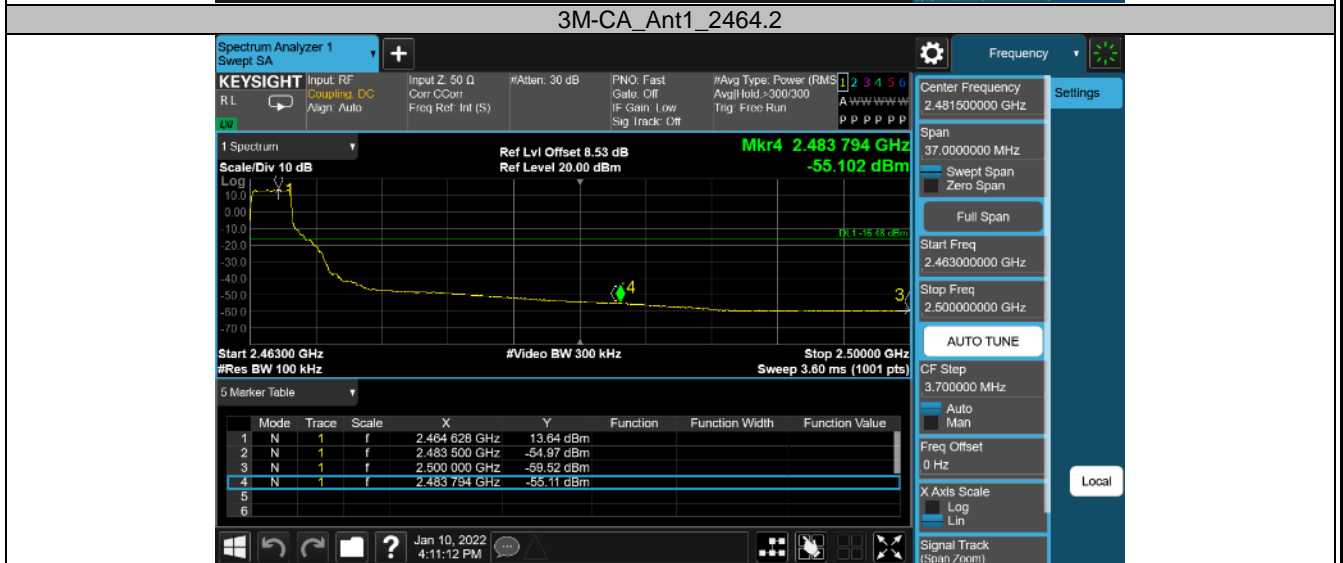 3M-CA_Ant1_2464.2
Spectrum Analyzer 1
Swept SA
+
Frequency
KEYSIGHT
R L
LXI
Input: RF
Coupling: DC
Align: Auto
Input Z: 50 Ω
Corr CCorr
Freq Ref: Int (S)
#Atten: 30 dB
PNO: Fast
Gate: Off
IF Gain: Low
Sig Track: Off
#Avg Type: Power (RMS
Avg|Hold:>300/300
Trig: Free Run
1 2 3 4 5 6
A W W W W W
P P P P P P
Center Frequency
2.481500000 GHz
Settings
Span
37.0000000 MHz
Swept Span
Zero Span
Full Span
Start Freq
2.463000000 GHz
Stop Freq
2.500000000 GHz
AUTO TUNE
CF Step
3.700000 MHz
Auto
Man
Freq Offset
0 Hz
X Axis Scale
Log
Lin
Signal Track
(Span Zoom)
Local
1 Spectrum
Scale/Div 10 dB
Ref Lvl Offset 8.53 dB
Ref Level 20.00 dBm
Mkr4 2.483 794 GHz
-55.102 dBm
Log
10.0
0.00
-10.0
-20.0
-30.0
-40.0
-50.0
-60.0
-70.0
1
4
3
DL1 -16.48 dBm
Start 2.46300 GHz
#Video BW 300 kHz
Stop 2.50000 GHz
#Res BW 100 kHz
Sweep 3.60 ms (1001 pts)
5 Marker Table
Mode Trace Scale X Y Function Function Width Function Value
1 N 1 f 2.464 628 GHz 13.64 dBm
2 N 1 f 2.483 500 GHz -54.97 dBm
3 N 1 f 2.500 000 GHz -59.52 dBm
4 N 1 f 2.483 794 GHz -55.11 dBm
5
6
?
Jan 10, 2022
4:11:12 PM